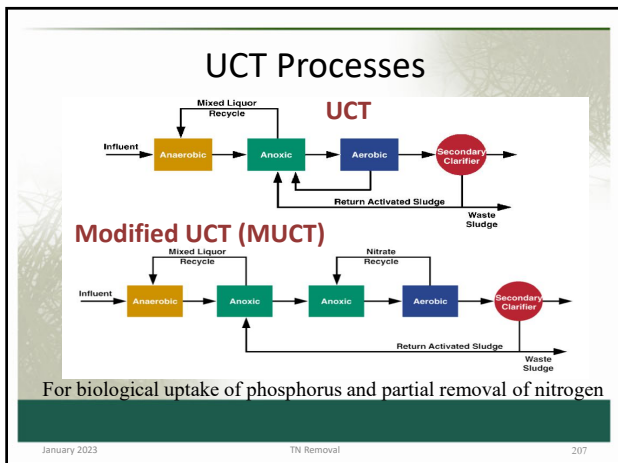 UCT Processes
Mixed Liquor
Recycle
UCT
Influent
Anaerobic
Anoxic
Aerobic
Secondary
Clarifier
Return Activated Sludge
Waste
Sludge
Modified UCT (MUCT)
Mixed Liquor
Recycle
Nitrate
Recycle
Influent
Anaerobic
Anoxic
Anoxic
Aerobic
Secondary
Clarifier
Return Activated Sludge
Waste
Sludge
For biological uptake of phosphorus and partial removal of nitrogen
January 2023
TN Removal
207